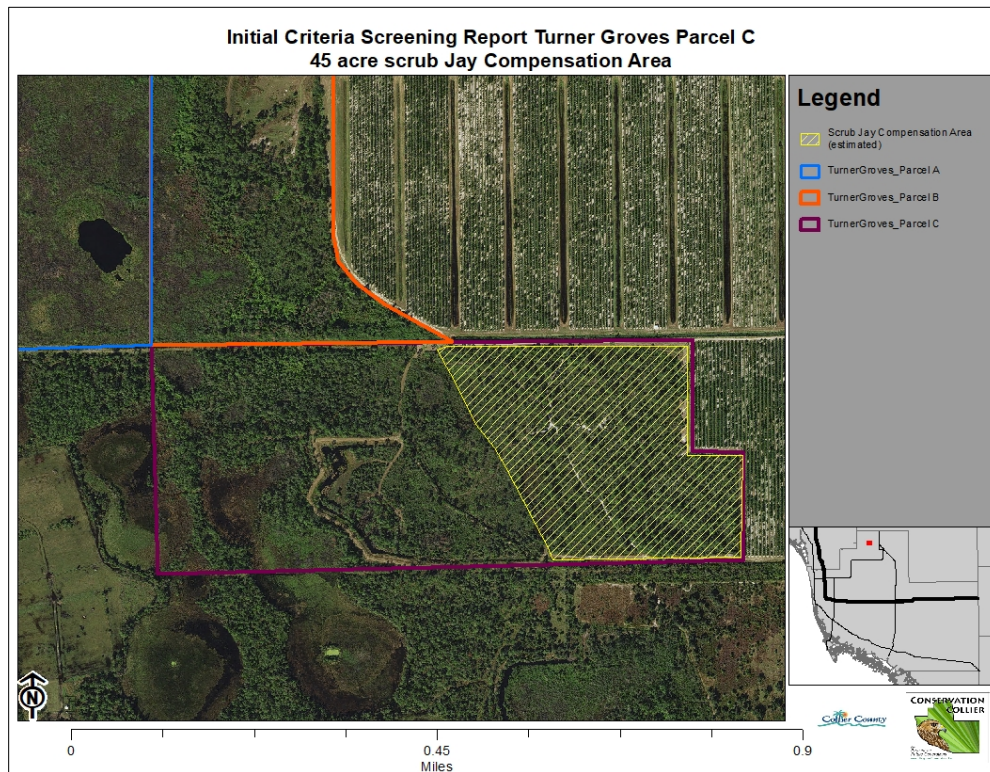 Initial Criteria Screening Report Turner Groves Parcel C
45 acre scrub Jay Compensation Area
Legend
Scrub Jay Compensation Area
(estimated)
TurnerGroves_Parcel A
TurnerGroves_Parcel B
TurnerGroves_Parcel C
N
Collier County
CONSERVATION
COLLIER
0
0.45
0.9
Miles